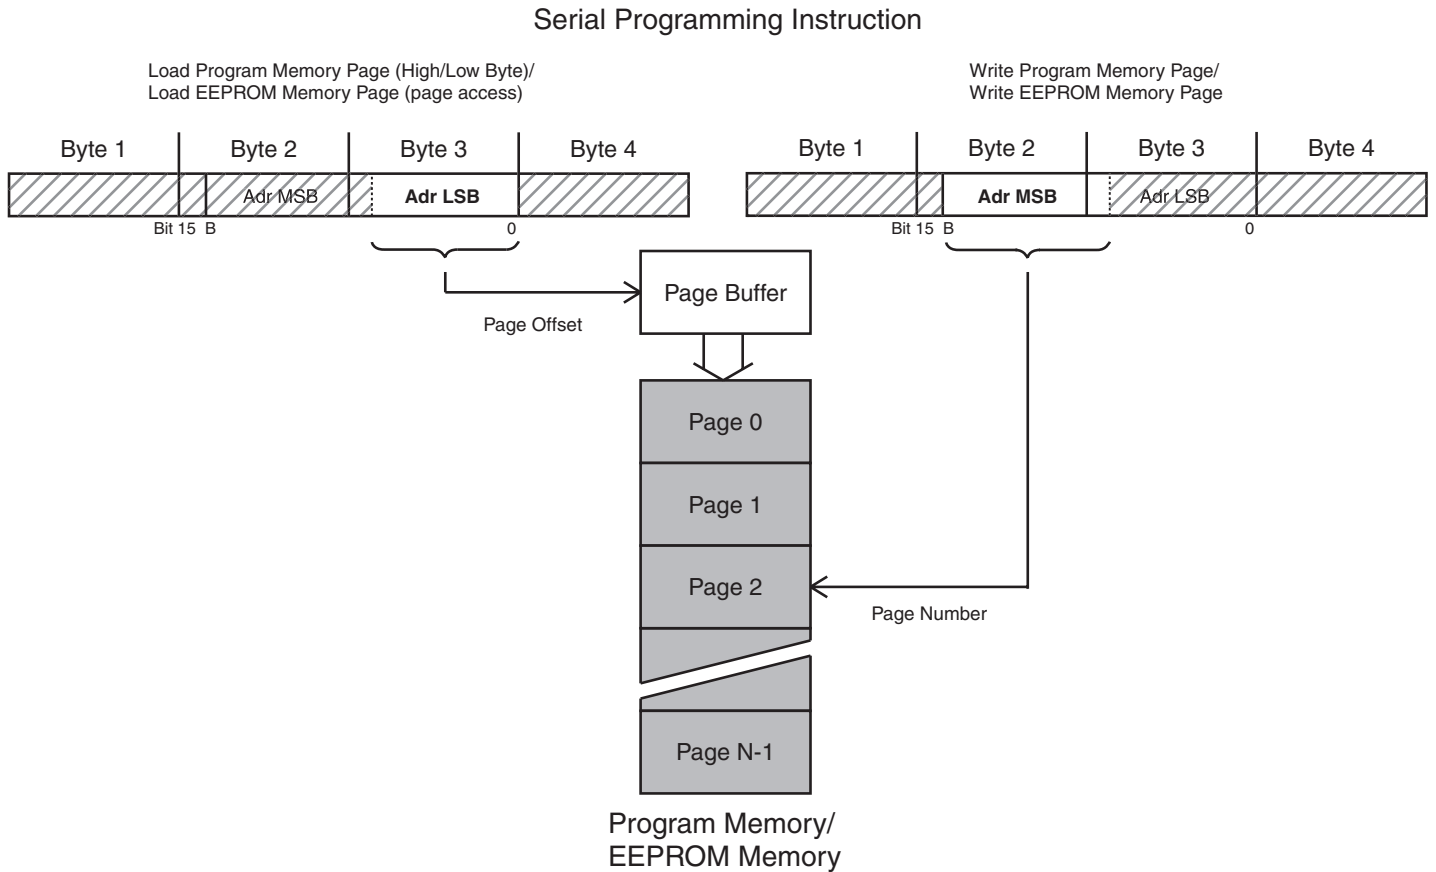 Serial Programming Instruction
Load Program Memory Page (High/Low Byte)/
Load EEPROM Memory Page (page access)
Write Program Memory Page/
Write EEPROM Memory Page
Byte 1 Byte 2 Byte 3 Byte 4
Adr MSB Adr LSB
Bit 15 B 0
Byte 1 Byte 2 Byte 3 Byte 4
Adr MSB Adr LSB
Bit 15 B 0
Page Buffer
Page Offset
Page 0
Page 1
Page 2
Page Number
Page N-1
Program Memory/
EEPROM Memory